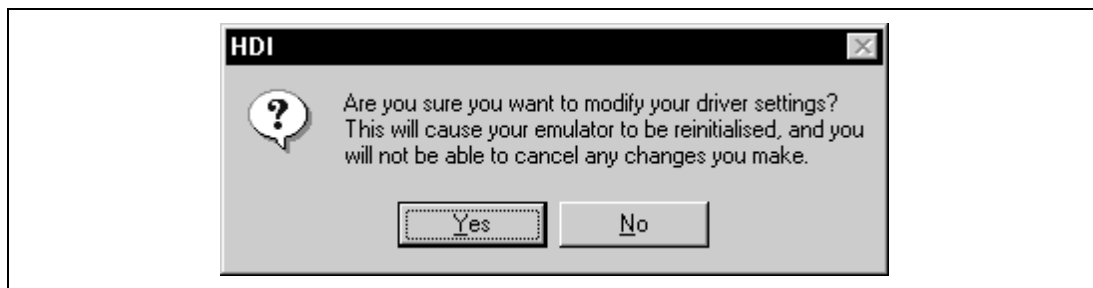 HDI
Are you sure you want to modify your driver settings?
This will cause your emulator to be reinitialised, and you
will not be able to cancel any changes you make.
Yes
No